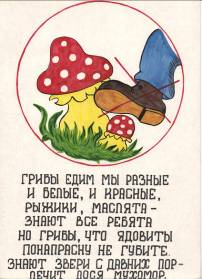 ГРИБЫ ЕДИМ МЫ РАЗНЫЕ
И БЕЛЫЕ, И КРАСНЫЕ,
РЫЖИКИ, МАСЛЯТА-
ЗНАЮТ ВСЕ РЕБЯТА
НО ГРИБЫ, ЧТО ЯДОВИТЫ
ПОНАПРАСНУ НЕ ГУБИТЕ.
ЗНАЮТ ЗВЕРИ С ДАВНИХ ПОР-
ЛЕЧИТ ЛОСЯ МУХОМОР.